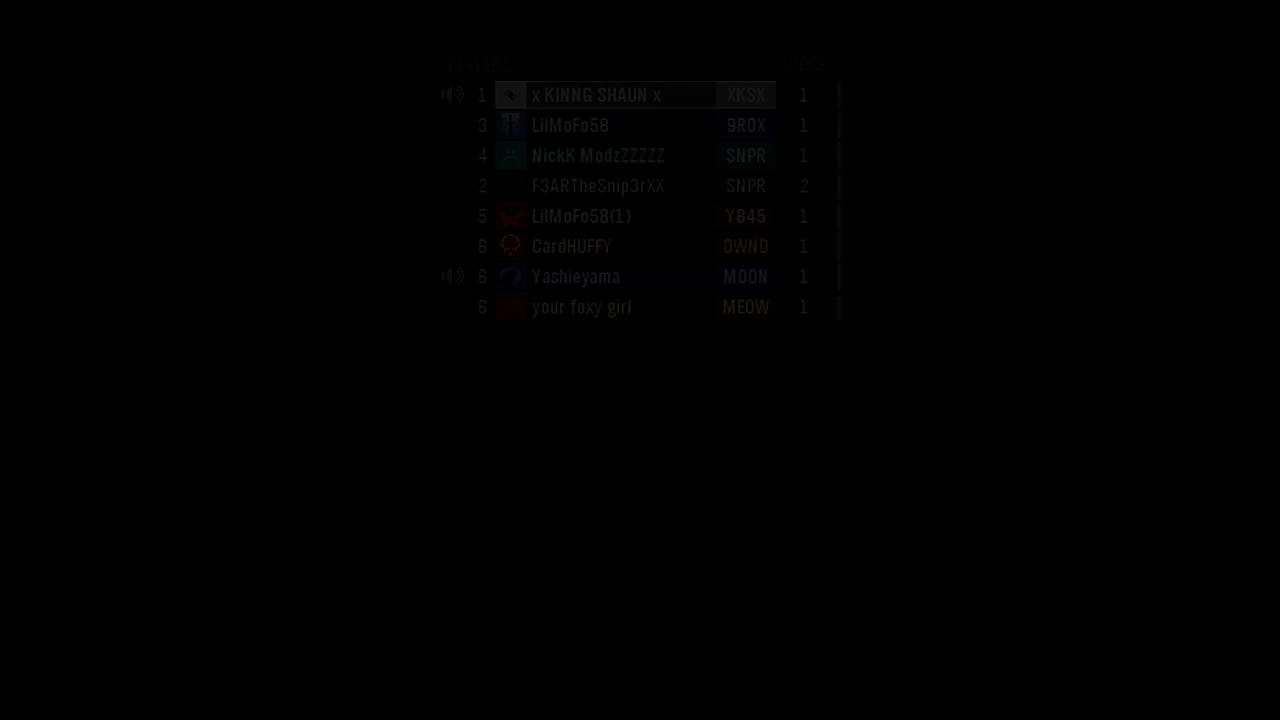 PLAYERS SCORE
1 x KINNG SHAUN x XKSX 1
3 LilMoFo58 9ROX 1
4 NickK ModzZZZZZ SNPR 1
2 F3ARTheSnip3rXX SNPR 2
5 LilMoFo58(1) Y845 1
6 CardHUFFY OWND 1
6 Yashieyama MOON 1
6 your foxy girl MEOW 1